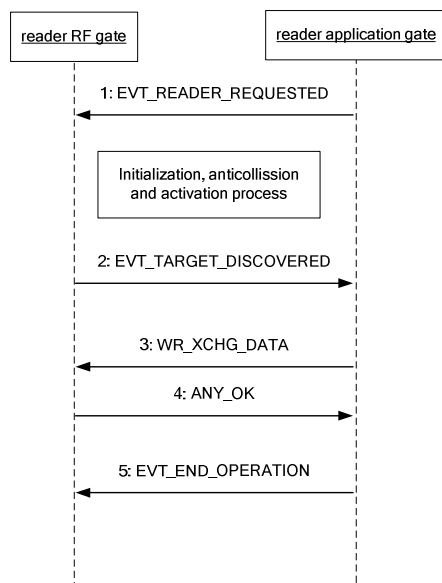 reader RF gate
reader application gate
1: EVT_READER_REQUESTED
Initialization, anticollission
and activation process
2: EVT_TARGET_DISCOVERED
3: WR_XCHG_DATA
4: ANY_OK
5: EVT_END_OPERATION